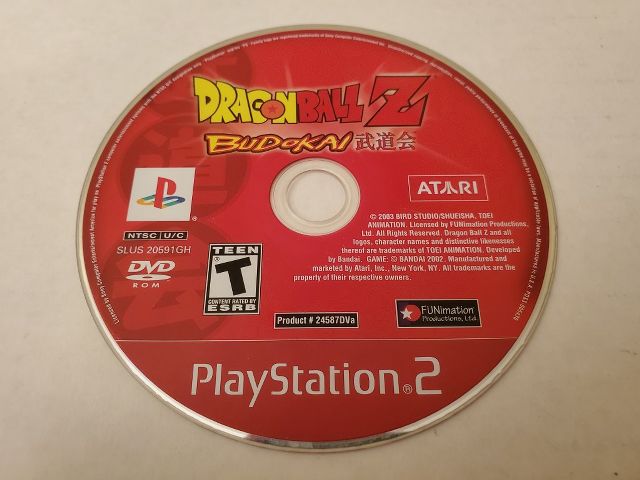 DRAGON BALL Z
BUDOKAI 武道会
ATARI
NTSC U/C
SLUS 20591GH
DVD
ROM
TEEN
T
CONTENT RATED BY
ESRB
© 2003 BIRD STUDIO/SHUEISHA, TOEI
ANIMATION. Licensed by FUNimation Productions,
Ltd. All Rights Reserved. Dragon Ball Z and all
logos, character names and distinctive likenesses
thereof are trademarks of TOEI ANIMATION. Developed
by Bandai. GAME: © BANDAI 2002. Manufactured and
marketed by Atari, Inc., New York, NY. All trademarks are the
property of their respective owners.
Product # 24587DVa
FUNimation
Productions, Ltd.
PlayStation®2